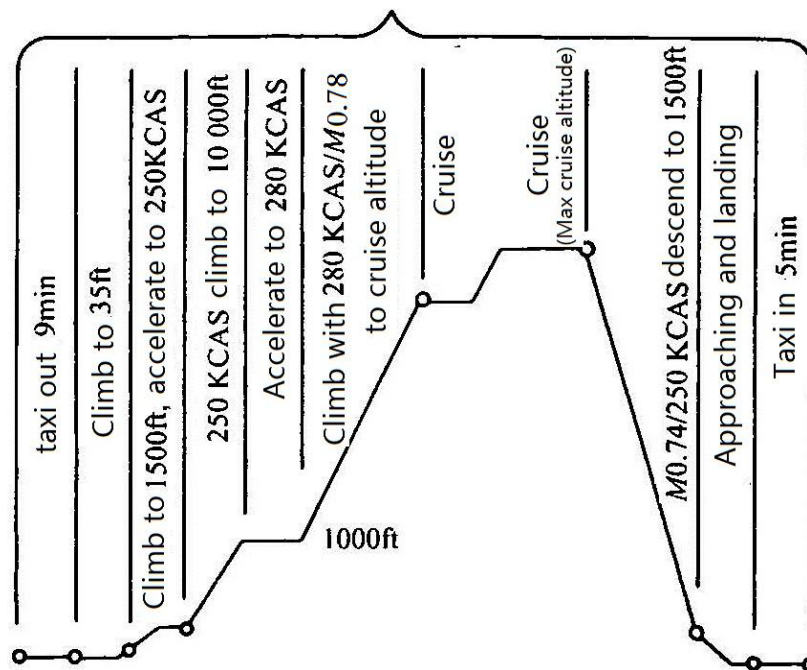 taxi out 9min
Climb to 35ft
Climb to 1500ft, accelerate to 250KCAS
250 KCAS climb to 10 000ft
Accelerate to 280 KCAS
Climb with 280 KCAS/M0.78
to cruise altitude
Cruise
Cruise
(Max cruise altitude)
M0.74/250 KCAS descend to 1500ft
Approaching and landing
Taxi in 5min
1000ft